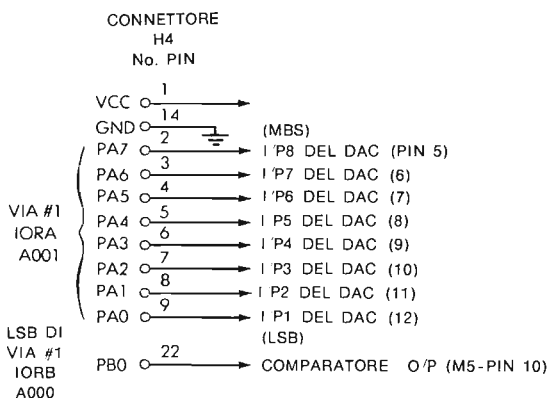 CONNETTORE
H4
No. PIN
VCC 1
GND 14
(MBS)
PA7 2 I/P8 DEL DAC (PIN 5)
PA6 3 I/P7 DEL DAC (6)
PA5 4 I/P6 DEL DAC (7)
PA4 5 I P5 DEL DAC (8)
PA3 6 I/P4 DEL DAC (9)
PA2 7 I/P3 DEL DAC (10)
PA1 8 I P2 DEL DAC (11)
PA0 9 I P1 DEL DAC (12)
(LSB)
VIA #1
IORA
A001
LSB DI
VIA #1
IORB
A000
PB0 22 COMPARATORE O/P (M5-PIN 10)